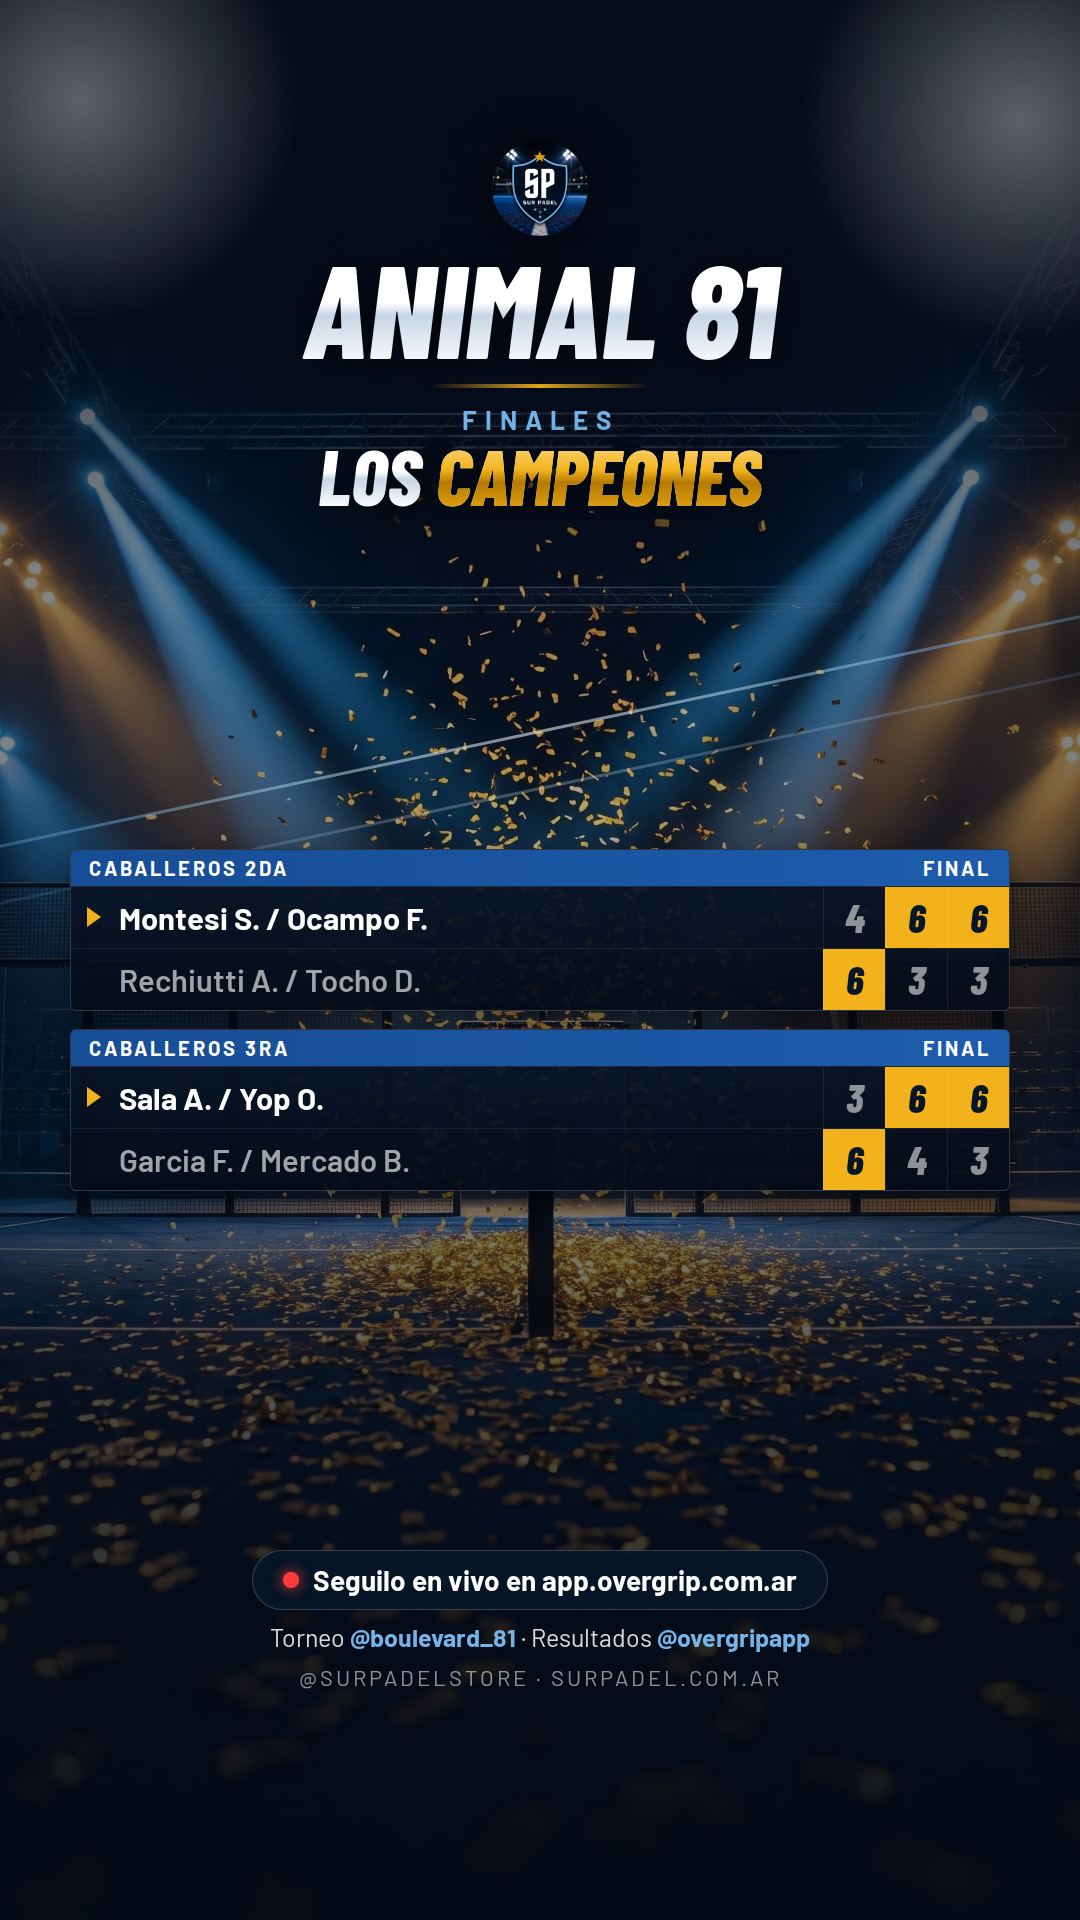 SP
SUR PADEL
ANIMAL 81
FINALES
LOS CAMPEONES
CABALLEROS 2DA FINAL
Montesi S. / Ocampo F. 4 6 6
Rechiutti A. / Tocho D. 6 3 3
CABALLEROS 3RA FINAL
Sala A. / Yop O. 3 6 6
Garcia F. / Mercado B. 6 4 3
Seguilo en vivo en app.overgrip.com.ar
Torneo @boulevard_81 · Resultados @overgripapp
@SURPADELSTORE · SURPADEL.COM.AR